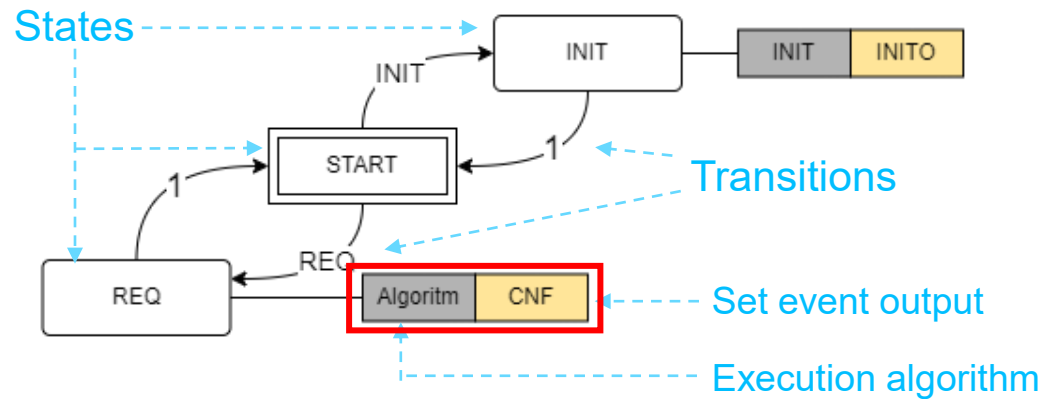 States
INIT
INIT
INITO
INIT
START
1
1
Transitions
REQ
REQ
Algoritm
CNF
Set event output
Execution algorithm